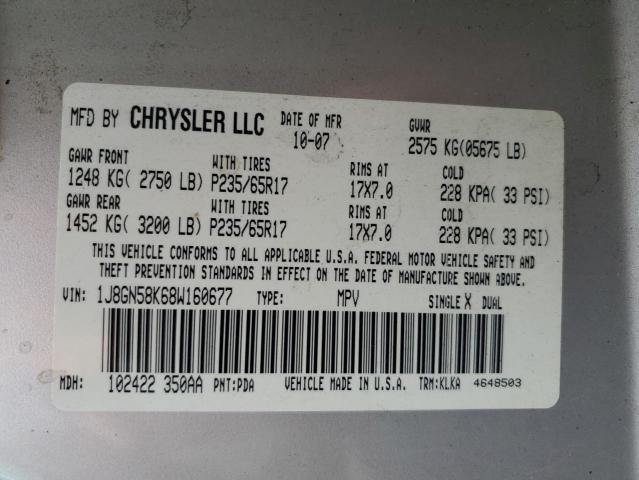 MFD BY CHRYSLER LLC DATE OF MFR 10-07 GVWR 2575 KG(05675 LB)
GAWR FRONT WITH TIRES RIMS AT COLD
1248 KG( 2750 LB) P235/65R17 17X7.0 228 KPA( 33 PSI)
GAWR REAR WITH TIRES RIMS AT COLD
1452 KG( 3200 LB) P235/65R17 17X7.0 228 KPA( 33 PSI)
THIS VEHICLE CONFORMS TO ALL APPLICABLE U.S.A. FEDERAL MOTOR VEHICLE SAFETY AND
THEFT PREVENTION STANDARDS IN EFFECT ON THE DATE OF MANUFACTURE SHOWN ABOVE.
VIN: 1J8GN58K68W160677 TYPE: MPV SINGLE X DUAL
MDH: 102422 350AA PNT:PDA VEHICLE MADE IN U.S.A. TRM:KLKA 4648503